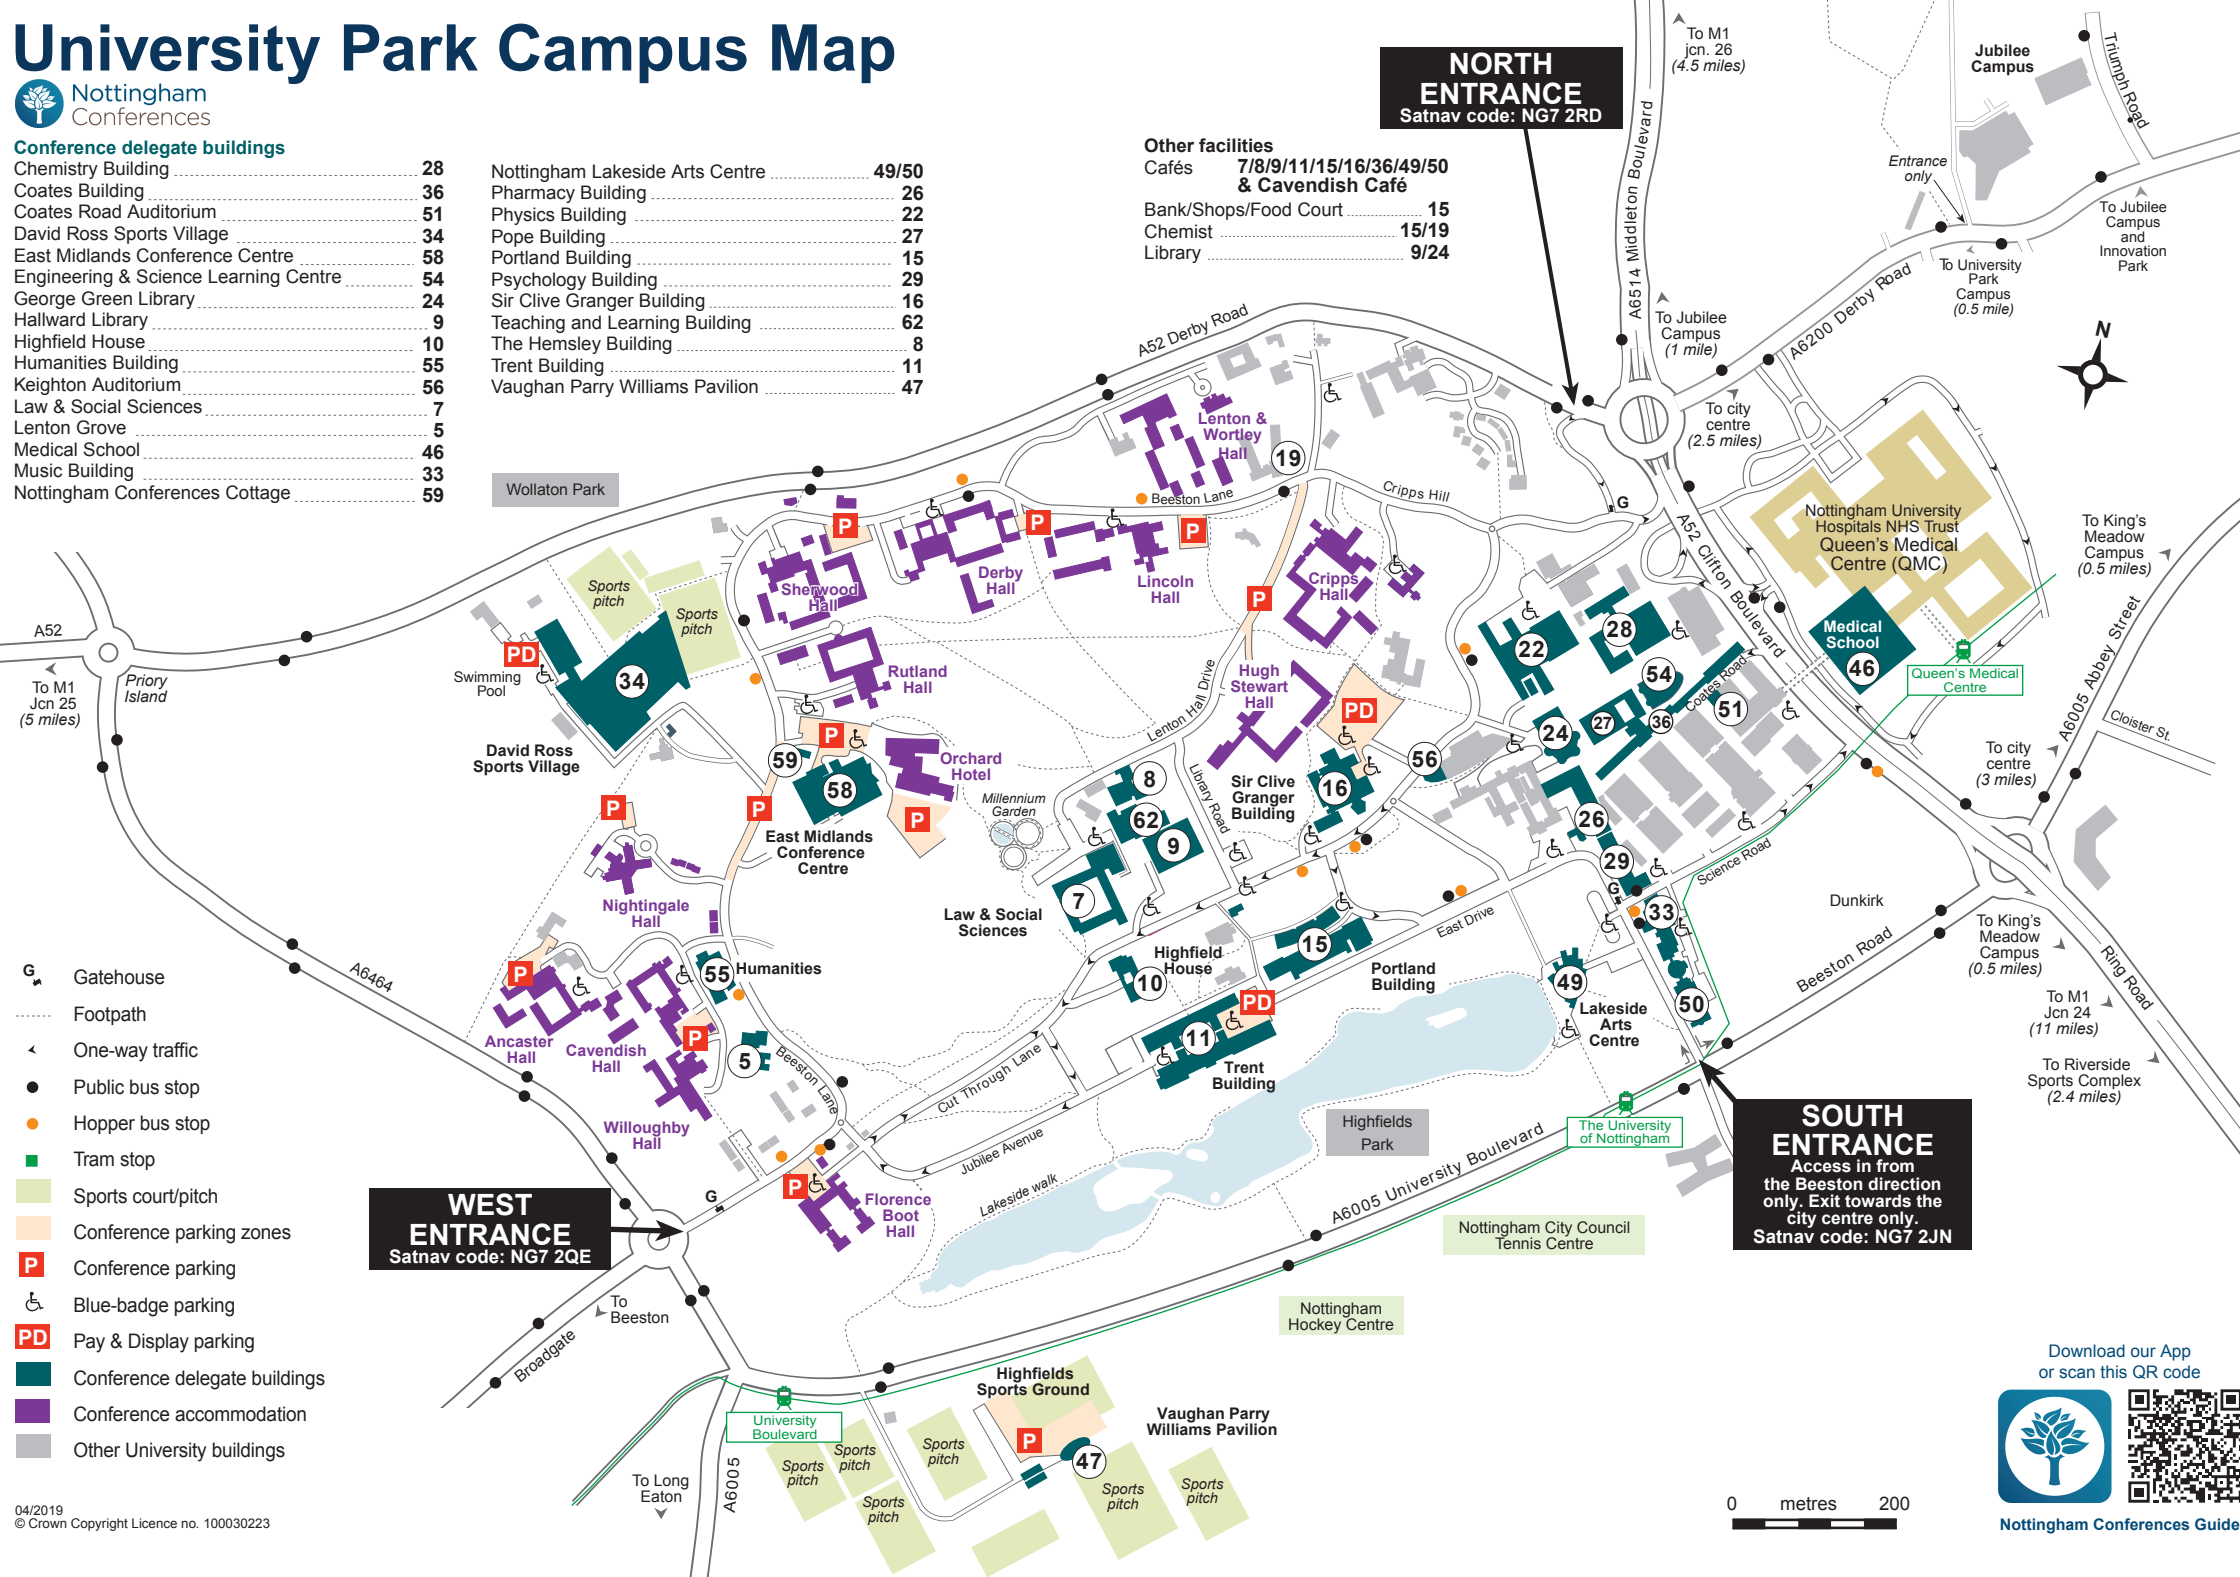 University Park Campus Map
Nottingham
Conferences
Conference delegate buildings
Chemistry Building 28
Coates Building 36
Coates Road Auditorium 51
David Ross Sports Village 34
East Midlands Conference Centre 58
Engineering & Science Learning Centre 54
George Green Library 24
Hallward Library 9
Highfield House 10
Humanities Building 55
Keighton Auditorium 56
Law & Social Sciences 7
Lenton Grove 5
Medical School 46
Music Building 33
Nottingham Conferences Cottage 59
Nottingham Lakeside Arts Centre 49/50
Pharmacy Building 26
Physics Building 22
Pope Building 27
Portland Building 15
Psychology Building 29
Sir Clive Granger Building 16
Teaching and Learning Building 62
The Hemsley Building 8
Trent Building 11
Vaughan Parry Williams Pavilion 47
Other facilities
Cafés 7/8/9/11/15/16/36/49/50
& Cavendish Café
Bank/Shops/Food Court 15
Chemist 15/19
Library 9/24
NORTH
ENTRANCE
Satnav code: NG7 2RD
To M1
jcn. 26
(4.5 miles)
A6514 Middleton Boulevard
Jubilee
Campus
Triumph Road
Entrance
only
To Jubilee
Campus
and
Innovation
Park
To University
Park
Campus
(0.5 mile)
A6200 Derby Road
To Jubilee
Campus
(1 mile)
N
To city
centre
(2.5 miles)
A52 Derby Road
Wollaton Park
Lenton &
Wortley
Hall
19
Beeston Lane
Cripps Hill
G
A52 Clifton Boulevard
Nottingham University
Hospitals NHS Trust
Queen's Medical
Centre (QMC)
To King's
Meadow
Campus
(0.5 miles)
P
P
P
Sports
pitch
Sports
pitch
Sherwood
Hall
Derby
Hall
Lincoln
Hall
Cripps
Hall
P
A52
To M1
Jcn 25
(5 miles)
Priory
Island
PD
Swimming
Pool
34
David Ross
Sports Village
Rutland
Hall
Hugh
Stewart
Hall
PD
Lenton Hall Drive
22
28
54
Coates Road
51
27
36
24
Medical
School
46
Queen's Medical
Centre
A6005 Abbey Street
Cloister St.
To city
centre
(3 miles)
P
59
58
Orchard
Hotel
P
P
P
East Midlands
Conference
Centre
Millennium
Garden
8
62
9
7
Library Road
Sir Clive
Granger
Building
16
56
26
29
Science Road
G
33
Dunkirk
Law & Social
Sciences
Nightingale
Hall
P
55
Humanities
Highfield
House
10
15
Portland
Building
East Drive
49
Lakeside
Arts
Centre
50
Beeston Road
To King's
Meadow
Campus
(0.5 miles)
Ring Road
To M1
Jcn 24
(11 miles)
To Riverside
Sports Complex
(2.4 miles)
A6464
Ancaster
Hall
Cavendish
Hall
P
5
Beeston Lane
Willoughby
Hall
PD
11
Trent
Building
Cut Through Lane
Jubilee Avenue
Lakeside walk
Highfields
Park
The University
of Nottingham
A6005 University Boulevard
SOUTH
ENTRANCE
Access in from
the Beeston direction
only. Exit towards the
city centre only.
Satnav code: NG7 2JN
WEST
ENTRANCE
Satnav code: NG7 2QE
G
P
Florence
Boot
Hall
To
Beeston
Broadgate
Nottingham City Council
Tennis Centre
Nottingham
Hockey Centre
University
Boulevard
To Long
Eaton
A6005
Highfields
Sports Ground
P
47
Vaughan Parry
Williams Pavilion
Sports
pitch
Sports
pitch
Sports
pitch
Sports
pitch
Sports
pitch
Sports
pitch
G Gatehouse
Footpath
One-way traffic
Public bus stop
Hopper bus stop
Tram stop
Sports court/pitch
Conference parking zones
P Conference parking
Blue-badge parking
PD Pay & Display parking
Conference delegate buildings
Conference accommodation
Other University buildings
04/2019
© Crown Copyright Licence no. 100030223
0 metres 200
Download our App
or scan this QR code
Nottingham Conferences Guide